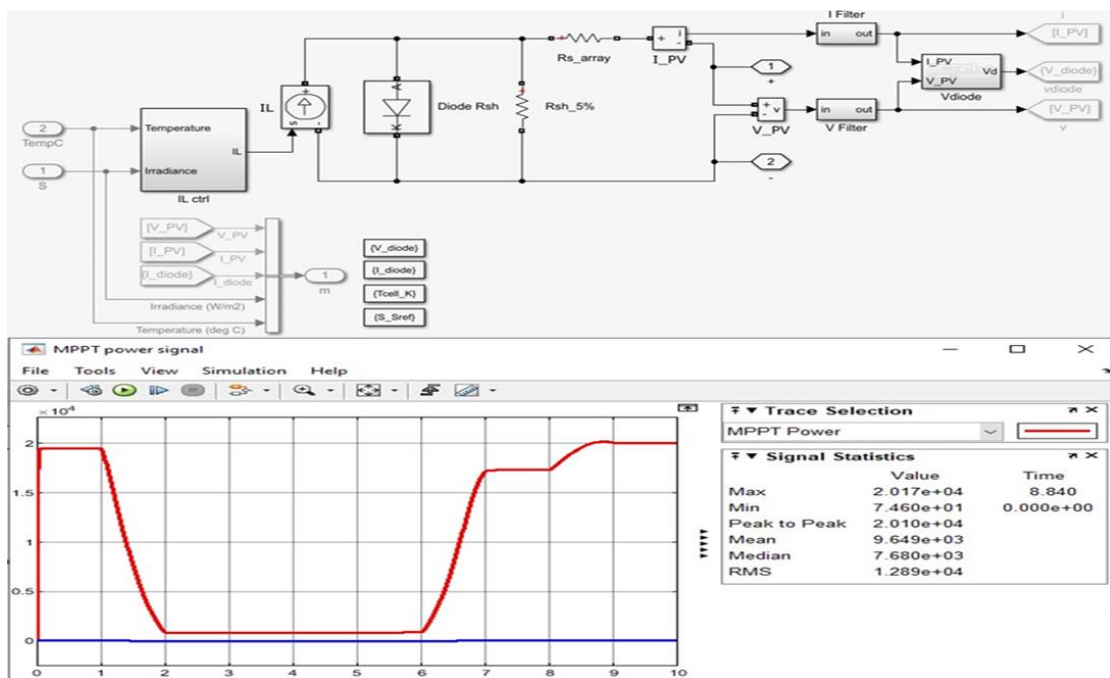 I Filter
i
in out
[I_PV]
Rs_array
I_PV
I_PV
V_PV
Vd
Vdiode
{V_diode}
vdiode
1
+
IL
A
K
Diode Rsh
Rsh_5%
+
-
v
V_PV
in out
V Filter
[V_PV]
v
2
TempC
Temperature
IL
1
S
Irradiance
IL ctrl
s
2
-
[V_PV]
V_PV
[I_PV]
I_PV
{I_diode}
I_diode
1
m
Irradiance (W/m2)
Temperature (deg C)
{V_diode}
{I_diode}
{Tcell_K}
{S_Sref}
MPPT power signal
File Tools View Simulation Help
×10^4
2
1.5
1
0.5
0
0 1 2 3 4 5 6 7 8 9 10
Trace Selection
MPPT Power
Signal Statistics
Value Time
Max 2.017e+04 8.840
Min 7.460e+01 0.000e+00
Peak to Peak 2.010e+04
Mean 9.649e+03
Median 7.680e+03
RMS 1.289e+04